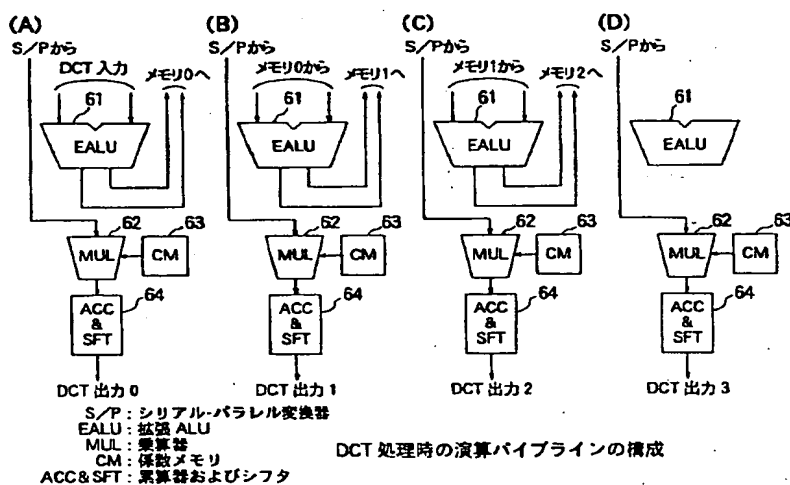 (A) (B) (C) (D)
S/Pから S/Pから S/Pから S/Pから
DCT 入力 メモリ0へ メモリ0から メモリ1へ メモリ1から メモリ2へ
61 61 61 61
EALU EALU EALU EALU
62 63 62 63 62 63 62 63
MUL CM MUL CM MUL CM MUL CM
64 64 64 64
ACC ACC ACC ACC
& & & &
SFT SFT SFT SFT
DCT 出力 0 DCT 出力 1 DCT 出力 2 DCT 出力 3
S/P : シリアル-パラレル変換器
EALU : 拡張 ALU
MUL : 乗算器
CM : 係数メモリ
ACC&SFT : 累算器およびシフタ
DCT 処理時の演算パイプラインの構成